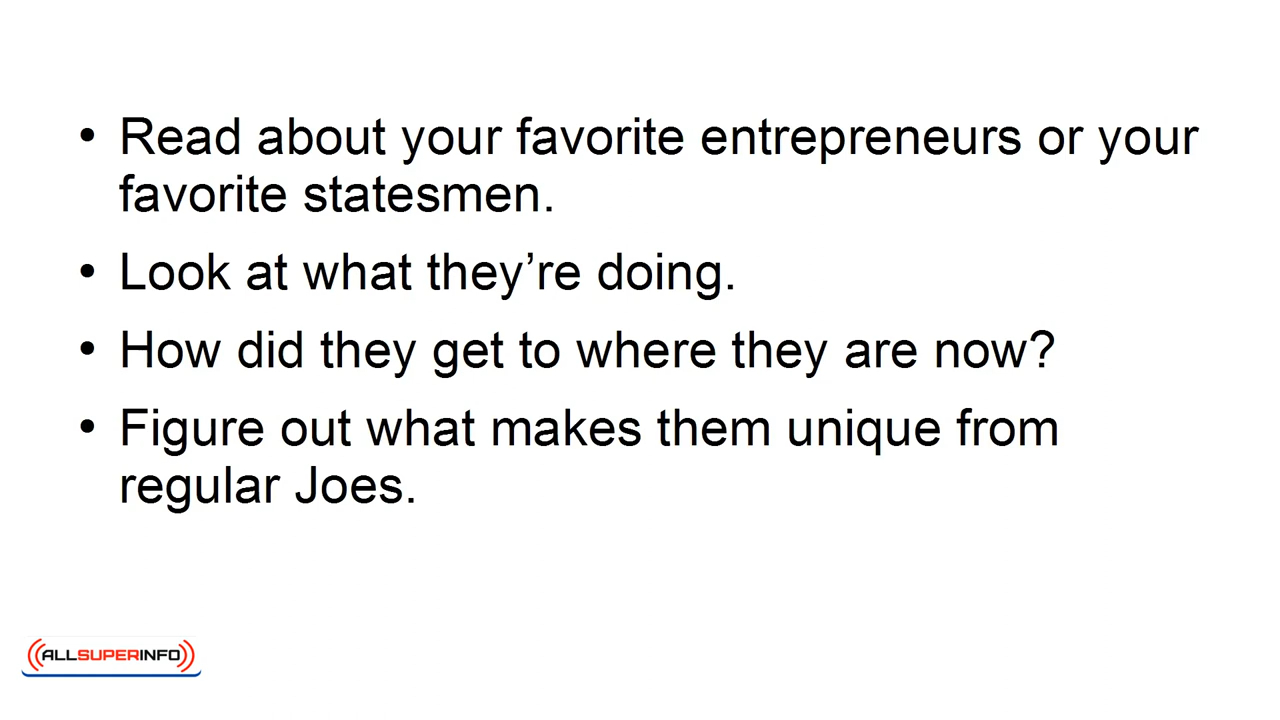 • Read about your favorite entrepreneurs or your
favorite statesmen.
• Look at what they’re doing.
• How did they get to where they are now?
• Figure out what makes them unique from
regular Joes.
ALLSUPERINFO